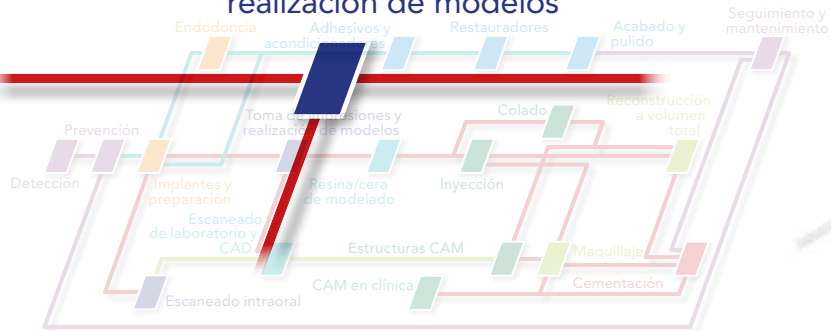 realización de modelos
Endodoncia
Adhesivos y
acondicionadores
Restauradores
Acabado y
pulido
Seguimiento y
mantenimiento
Prevención
Toma de impresiones y
realización de modelos
Colado
Reconstrucción
a volumen
total
Detección
Implantes y
preparación
Resina/cera
de modelado
Inyección
Escaneado
de laboratorio y
CAD
Estructuras CAM
Maquillaje
Escaneado intraoral
CAM en clínica
Cementación